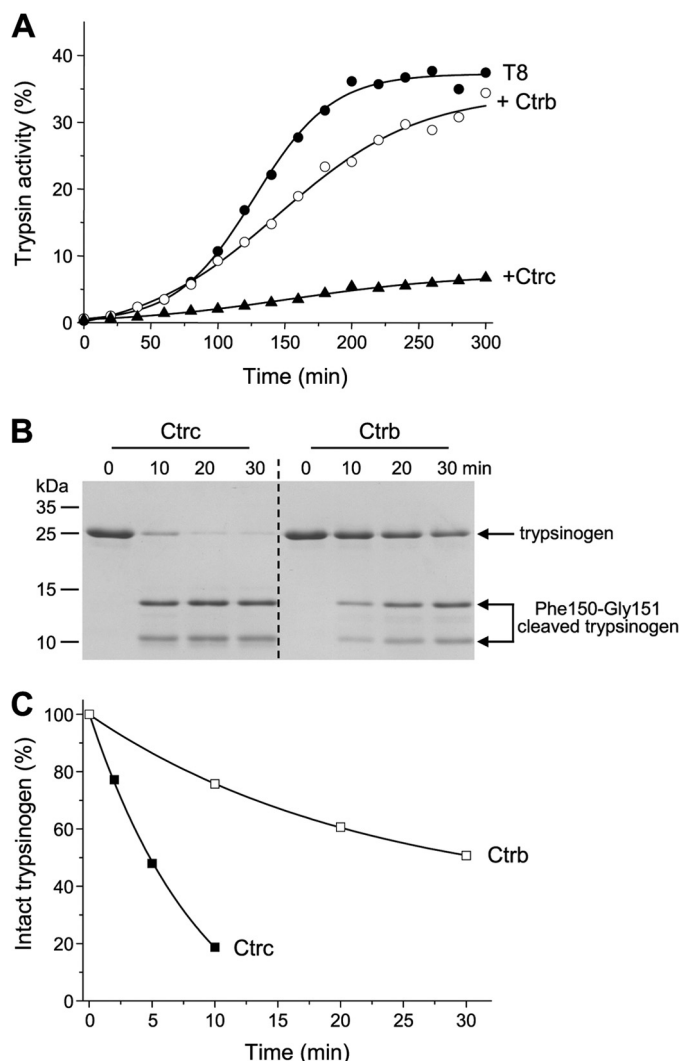 A
Trypsin activity (%)
40
30
20
10
0
T8
+ Ctrb
+Ctrc
0 50 100 150 200 250 300
Time (min)
B
Ctrc Ctrb
0 10 20 30 0 10 20 30 min
kDa
35
25
15
10
trypsinogen
Phe150-Gly151
cleaved trypsinogen
C
Intact trypsinogen (%)
100
80
60
40
20
0
Ctrb
Ctrc
0 5 10 15 20 25 30
Time (min)